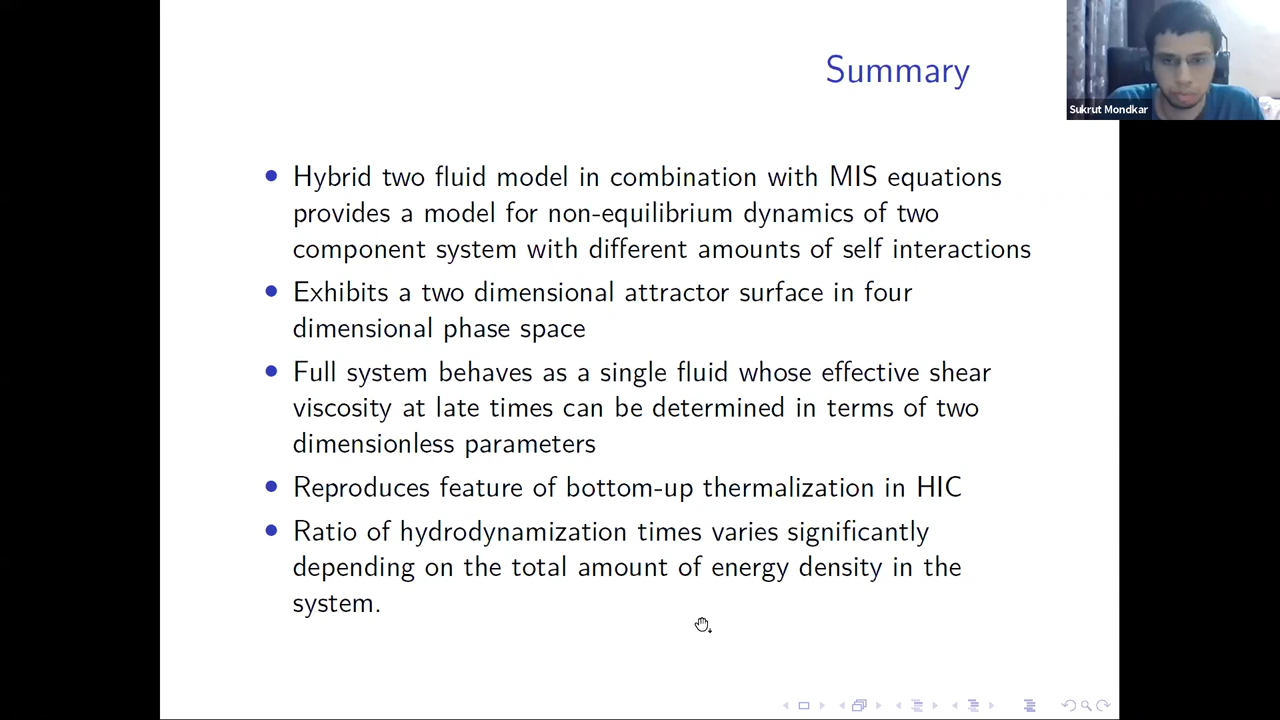 Summary
Sukrut Mondkar
• Hybrid two fluid model in combination with MIS equations
provides a model for non-equilibrium dynamics of two
component system with different amounts of self interactions
• Exhibits a two dimensional attractor surface in four
dimensional phase space
• Full system behaves as a single fluid whose effective shear
viscosity at late times can be determined in terms of two
dimensionless parameters
• Reproduces feature of bottom-up thermalization in HIC
• Ratio of hydrodynamization times varies significantly
depending on the total amount of energy density in the
system.